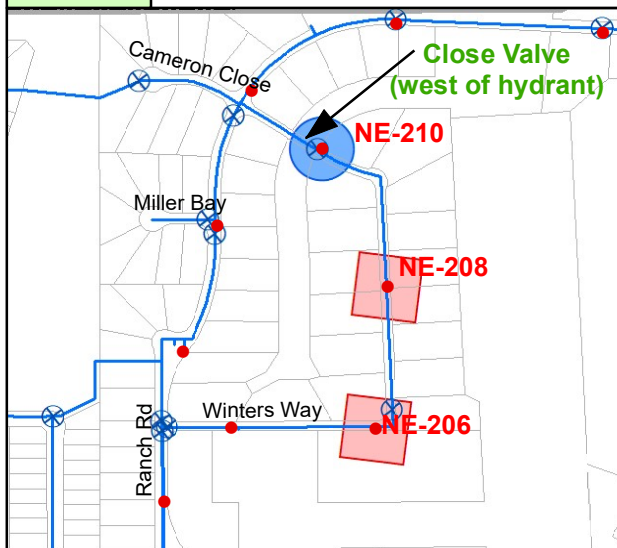 Cameron Close
Close Valve
(west of hydrant)
NE-210
Miller Bay
NE-208
Winters Way
NE-206
Ranch Rd